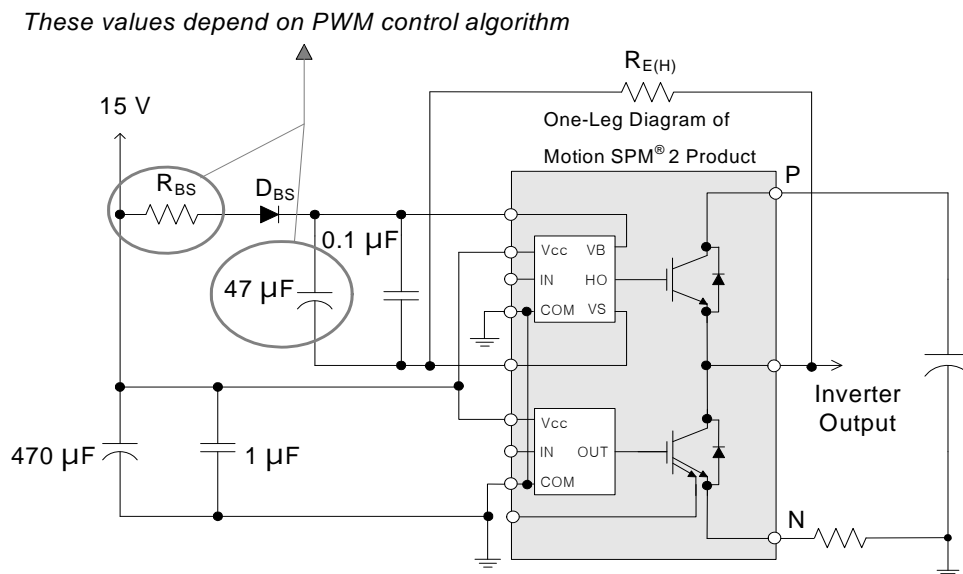 These values depend on PWM control algorithm
R_E(H)
15 V
One-Leg Diagram of
Motion SPM® 2 Product
P
R_BS
D_BS
0.1 µF
Vcc VB
IN HO
COM VS
47 µF
Inverter
Output
Vcc
IN OUT
COM
470 µF
1 µF
N